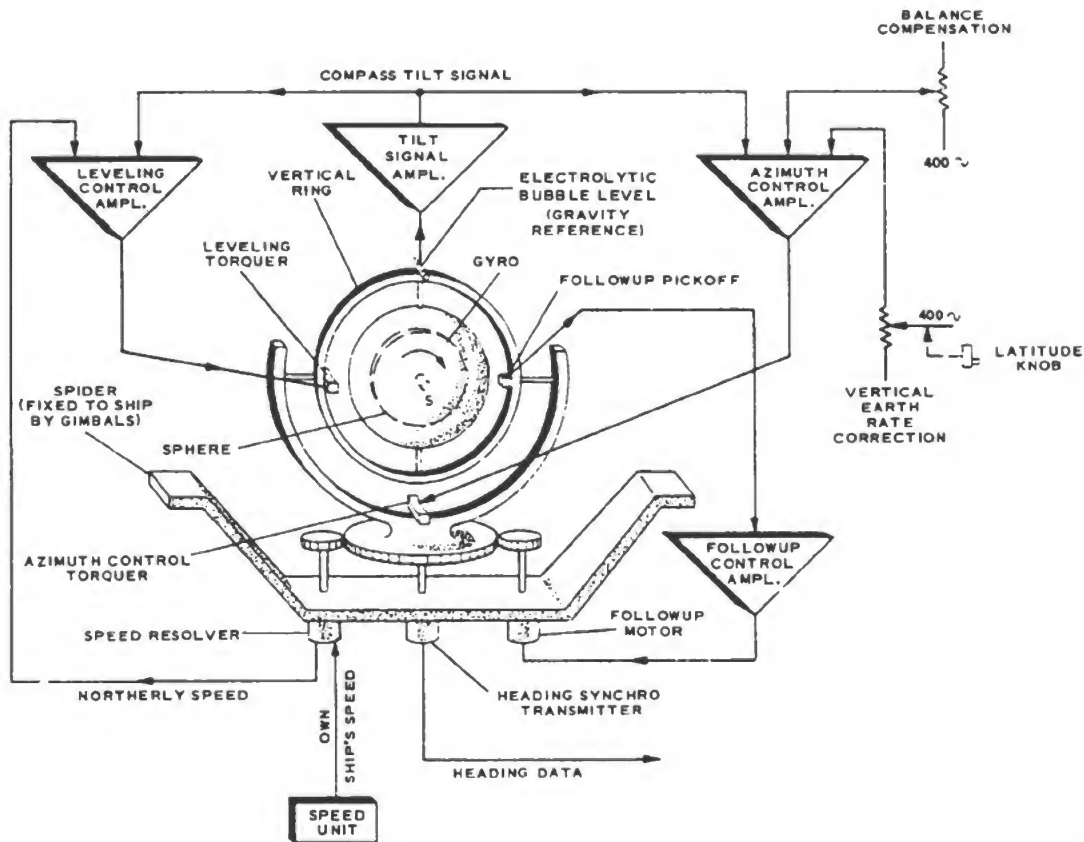 BALANCE
COMPENSATION
COMPASS TILT SIGNAL
TILT
SIGNAL
AMPL.
LEVELING
CONTROL
AMPL.
VERTICAL
RING
ELECTROLYTIC
BUBBLE LEVEL
(GRAVITY
REFERENCE)
AZIMUTH
CONTROL
AMPL.
400 ~
LEVELING
TORQUER
GYRO
FOLLOWUP PICKOFF
400 ~
LATITUDE
KNOB
SPIDER
(FIXED TO SHIP
BY GIMBALS)
S
SPHERE
VERTICAL
EARTH
RATE
CORRECTION
AZIMUTH CONTROL
TORQUER
FOLLOWUP
CONTROL
AMPL.
SPEED RESOLVER
FOLLOWUP
MOTOR
NORTHERLY SPEED
OWN
SHIP'S SPEED
HEADING SYNCHRO
TRANSMITTER
HEADING DATA
SPEED
UNIT